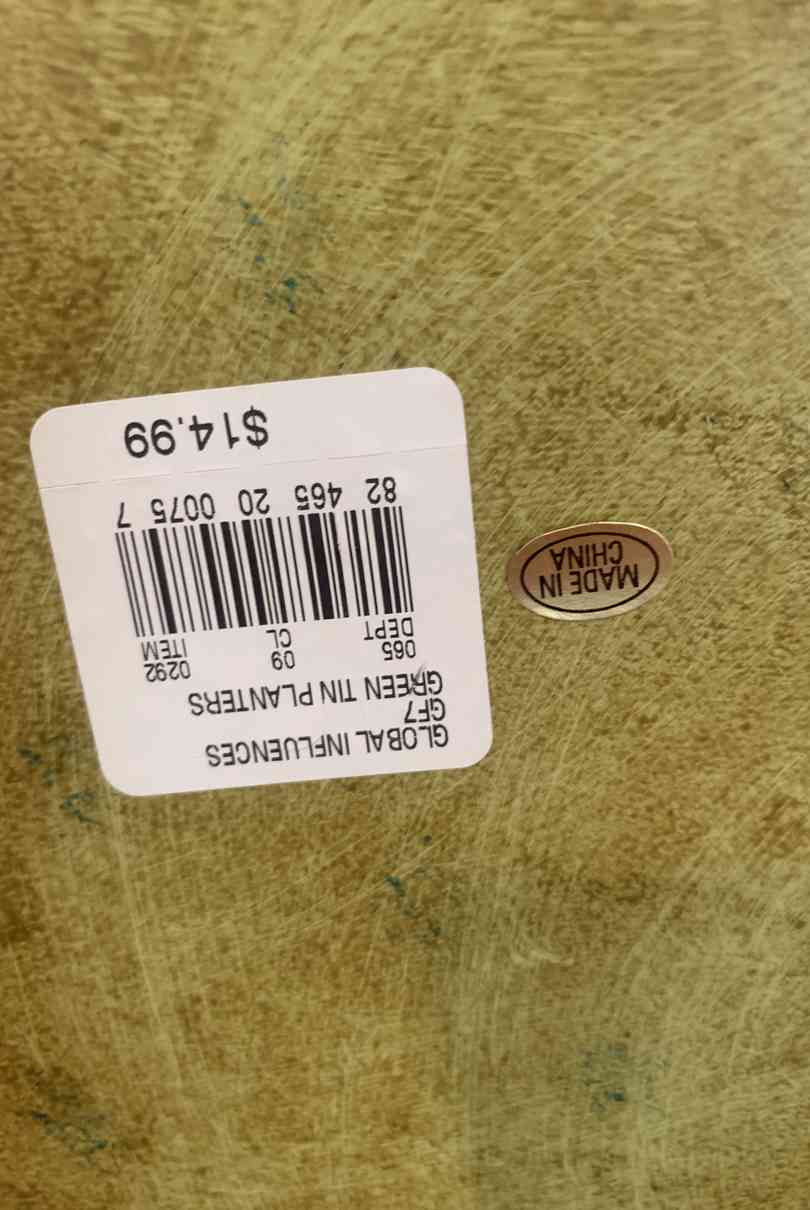 GLOBAL INFLUENCES
GF7
GREEN TIN PLANTERS
065 09 0292
DEPT CL ITEM
82 465 20 0075 7
$14.99
MADE IN
CHINA